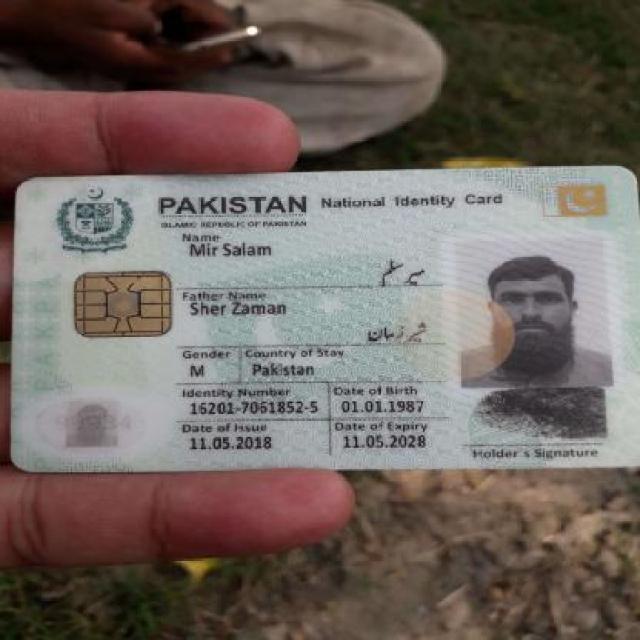 PAKISTAN National Identity Card
ISLAMIC REPUBLIC OF PAKISTAN
Name
Mir Salam
Father Name
Sher Zaman
شیر زمان
Gender Country of Stay
M Pakistan
Identity Number Date of Birth
16201-7061852-5 01.01.1987
Date of Issue Date of Expiry
11.05.2018 11.05.2028
Holder's Signature